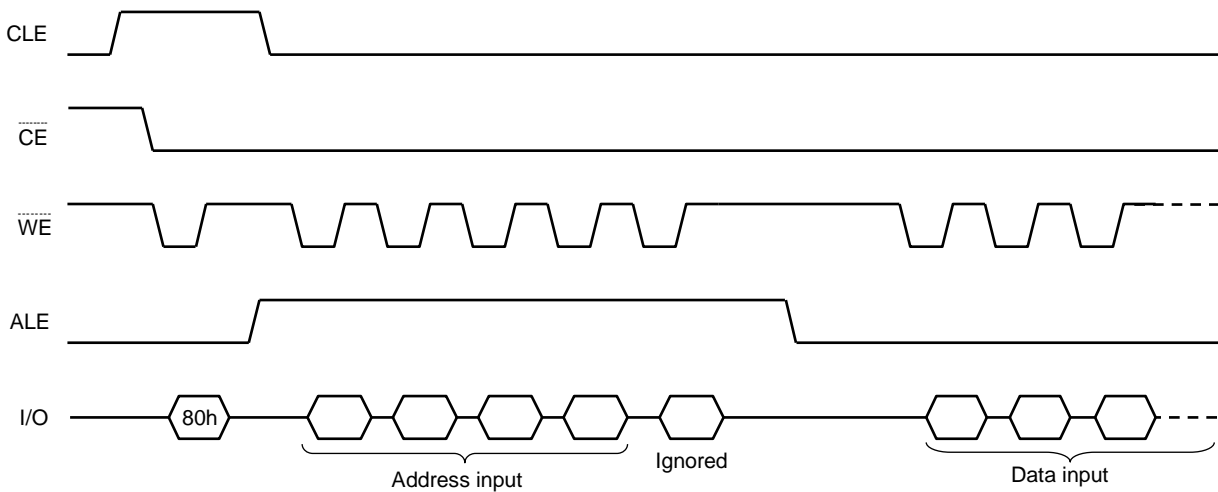 CLE
CE
WE
ALE
I/O
80h
Address input
Ignored
Data input